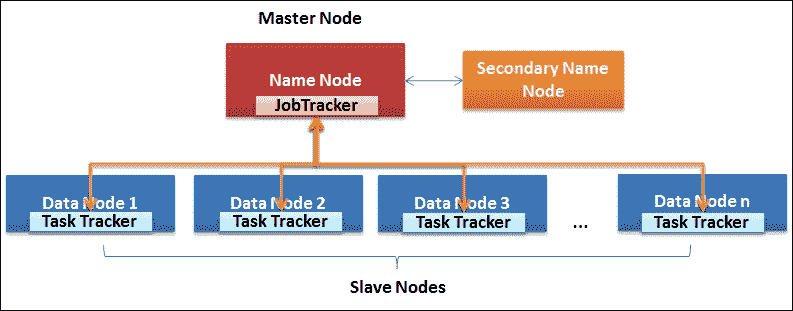 Master Node
Name Node
JobTracker
Secondary Name
Node
Data Node 1
Task Tracker
Data Node 2
Task Tracker
Data Node 3
Task Tracker
...
Data Node n
Task Tracker
Slave Nodes